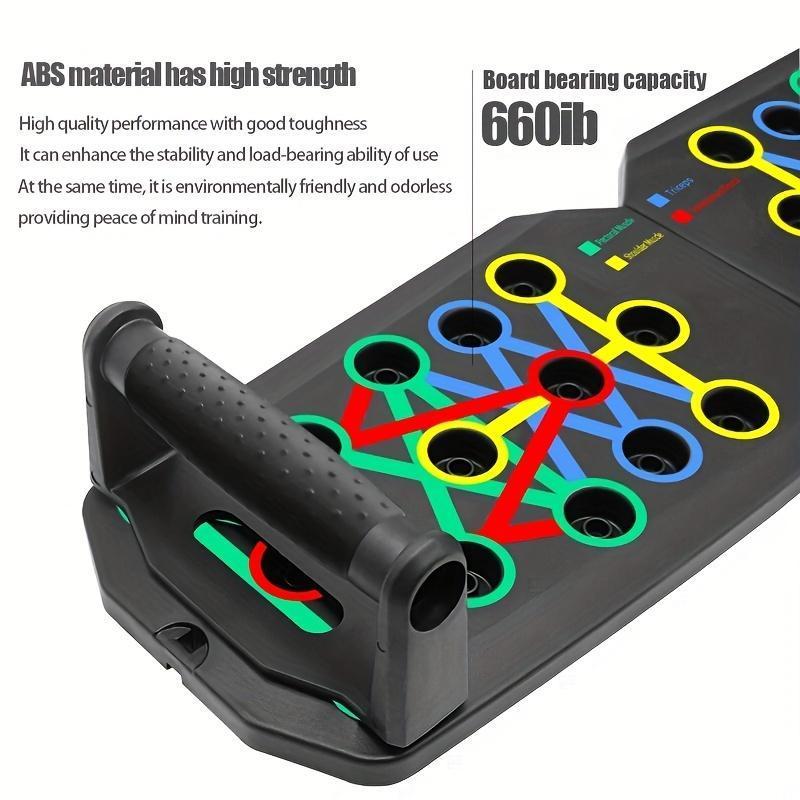 ABS material has high strength
High quality performance with good toughness
It can enhance the stability and load-bearing ability of use
At the same time, it is environmentally friendly and odorless
providing peace of mind training.
Board bearing capacity
660ib
Triceps
Pectoral Muscle
Shoulder Muscle